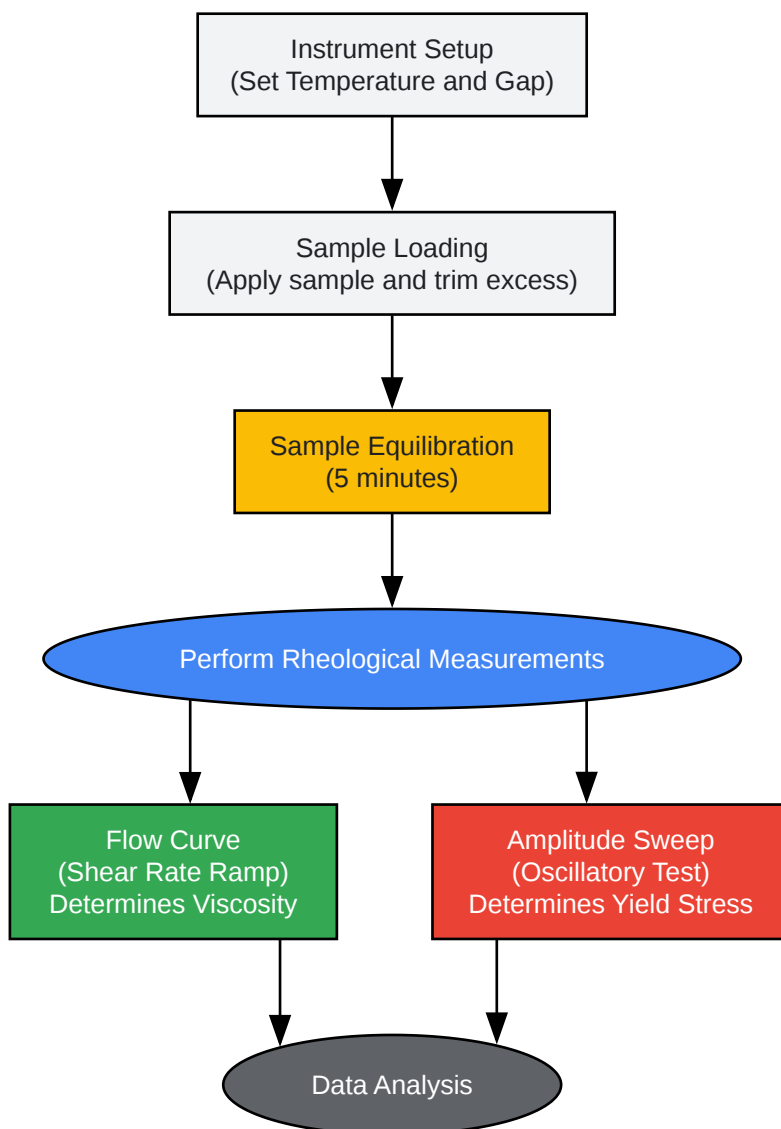 Instrument Setup
(Set Temperature and Gap)
Sample Loading
(Apply sample and trim excess)
Sample Equilibration
(5 minutes)
Perform Rheological Measurements
Flow Curve
(Shear Rate Ramp)
Determines Viscosity
Amplitude Sweep
(Oscillatory Test)
Determines Yield Stress
Data Analysis